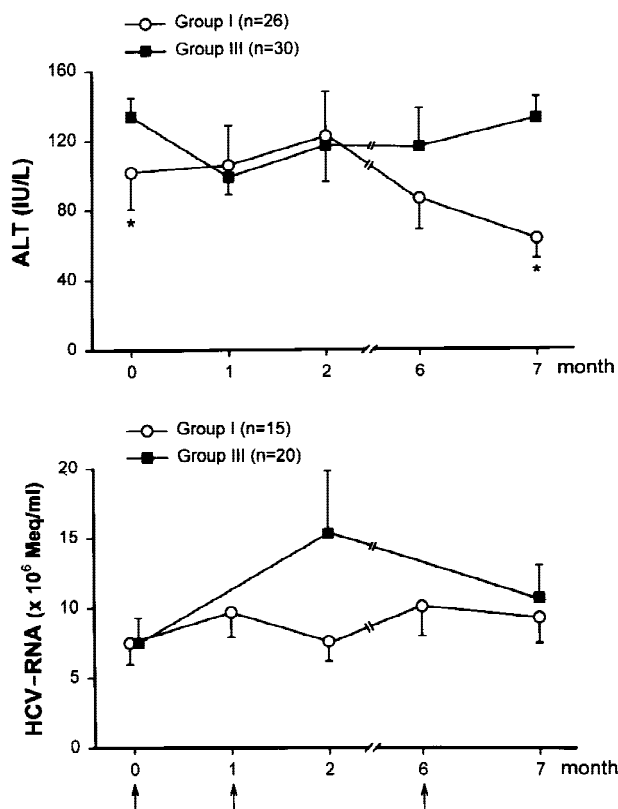 Group I (n=26)
Group III (n=30)
160
120
80
40
0
ALT (IU/L)
*
*
0 1 2 6 7 month
Group I (n=15)
Group III (n=20)
20
15
10
5
0
HCV-RNA (x 10⁶ Meq/ml)
0 1 2 6 7 month